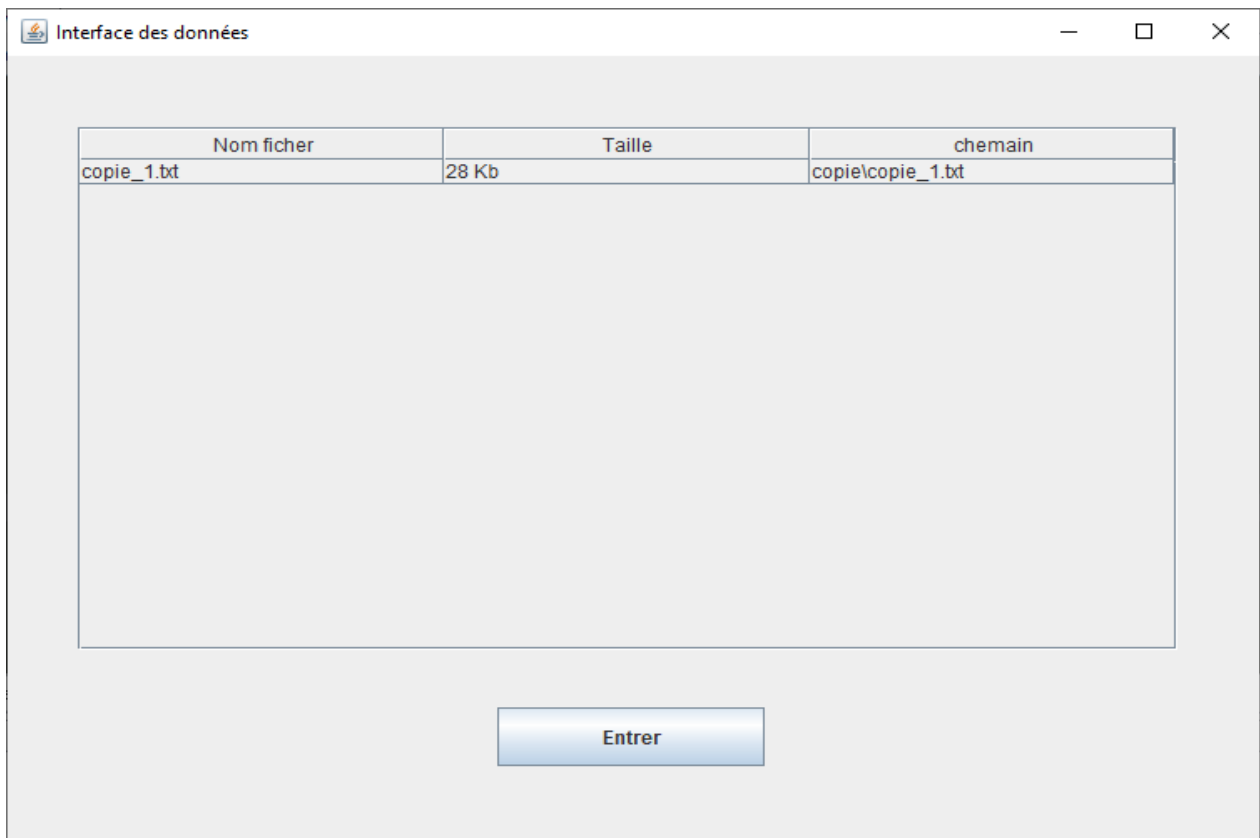 Interface des données
Nom ficher Taille chemain
copie_1.txt 28 Kb copie\copie_1.txt
Entrer